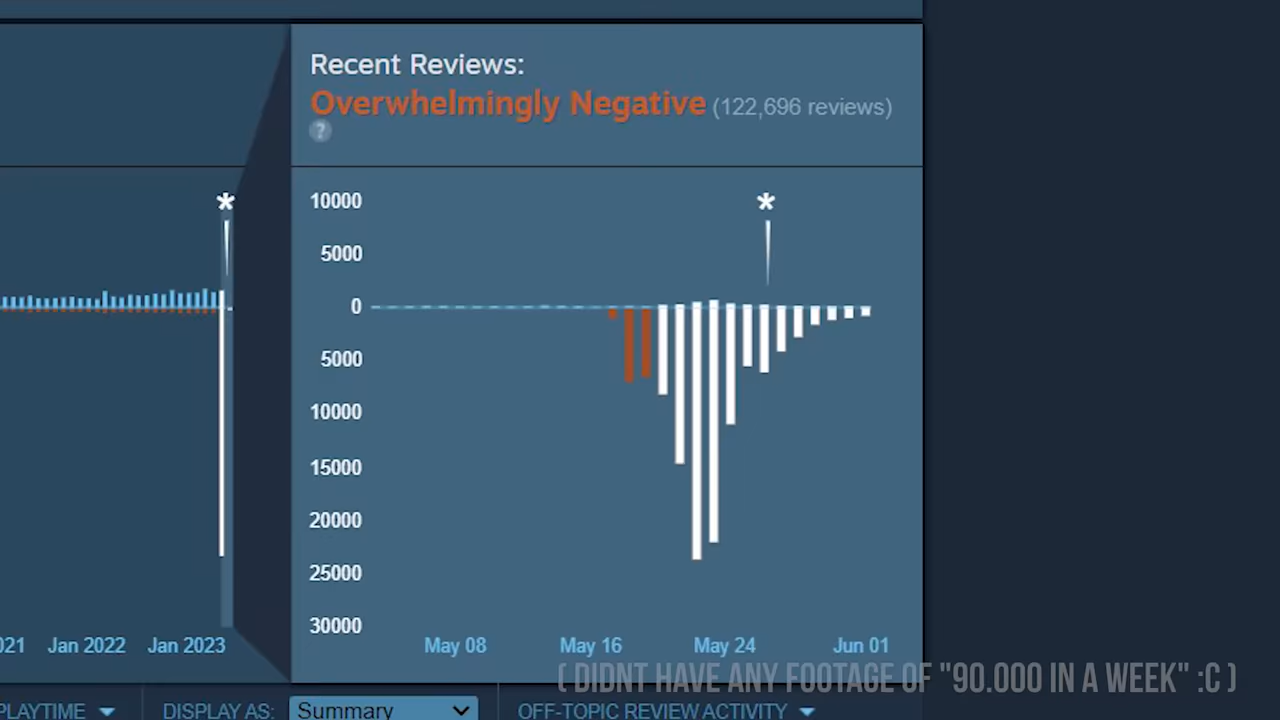 Recent Reviews:
Overwhelmingly Negative (122,696 reviews)
?
*
*
10000
5000
0
5000
10000
15000
20000
25000
30000
Jan 2022 Jan 2023
May 08 May 16 May 24 Jun 01
( DIDNT HAVE ANY FOOTAGE OF "90.000 IN A WEEK" :C )
PLAYTIME DISPLAY AS: Summary OFF-TOPIC REVIEW ACTIVITY